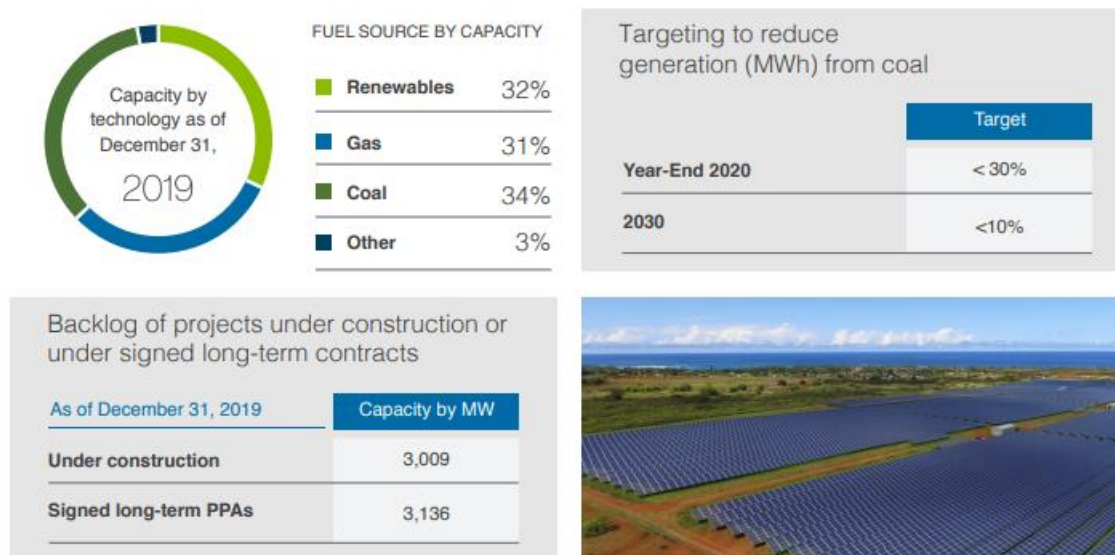 Capacity by
technology as of
December 31,
2019
FUEL SOURCE BY CAPACITY
Renewables 32%
Gas 31%
Coal 34%
Other 3%
Targeting to reduce
generation (MWh) from coal
Target
Year-End 2020 < 30%
2030 <10%
Backlog of projects under construction or
under signed long-term contracts
As of December 31, 2019 Capacity by MW
Under construction 3,009
Signed long-term PPAs 3,136